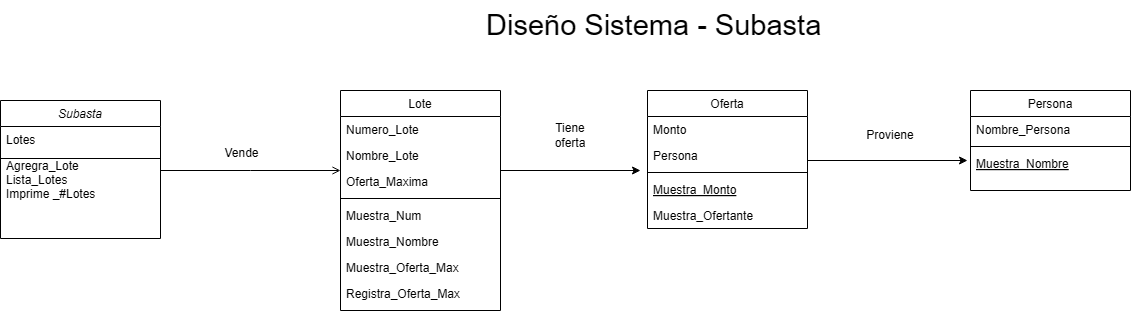 Diseño Sistema - Subasta
Subasta
Lotes
Agregra_Lote
Lista_Lotes
Imprime _#Lotes
Vende
Lote
Numero_Lote
Nombre_Lote
Oferta_Maxima
Muestra_Num
Muestra_Nombre
Muestra_Oferta_Max
Registra_Oferta_Max
Tiene
oferta
Oferta
Monto
Persona
Muestra_Monto
Muestra_Ofertante
Proviene
Persona
Nombre_Persona
Muestra_Nombre